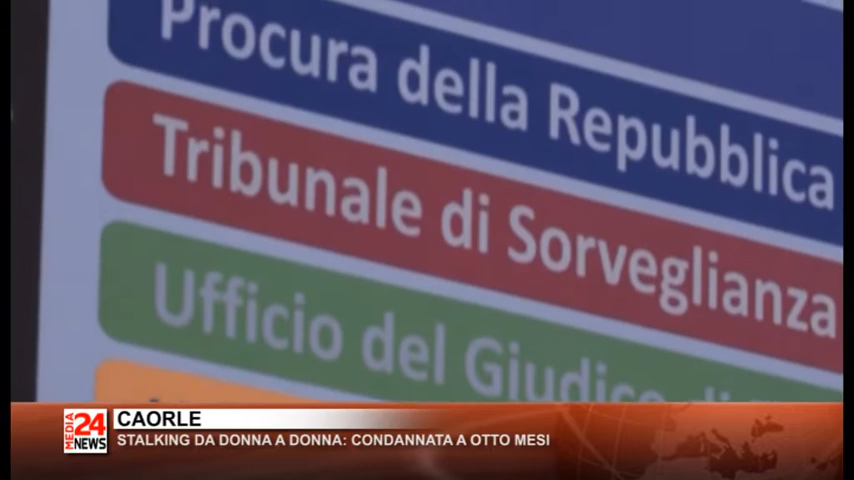 Procura della Repubblica
Tribunale di Sorveglianza
Ufficio del Giudice di
MEDIA
24
NEWS
CAORLE
STALKING DA DONNA A DONNA: CONDANNATA A OTTO MESI